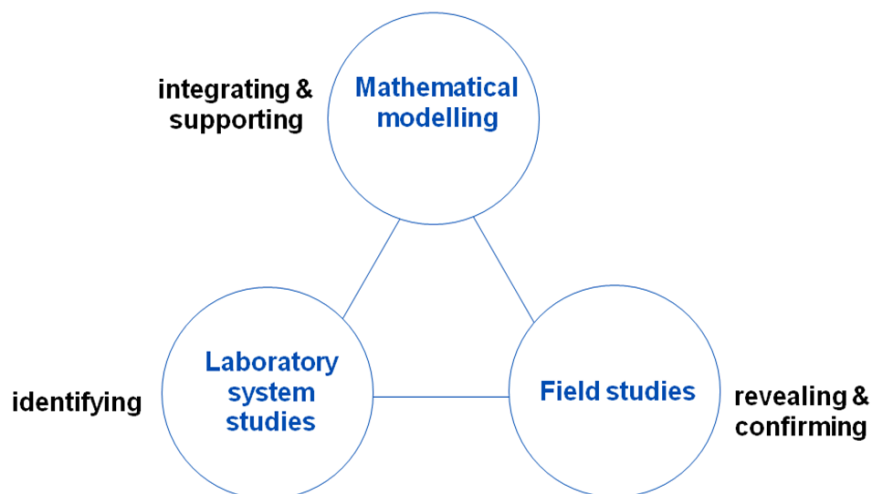 integrating &
supporting
Mathematical
modelling
identifying
Laboratory
system
studies
Field studies
revealing &
confirming